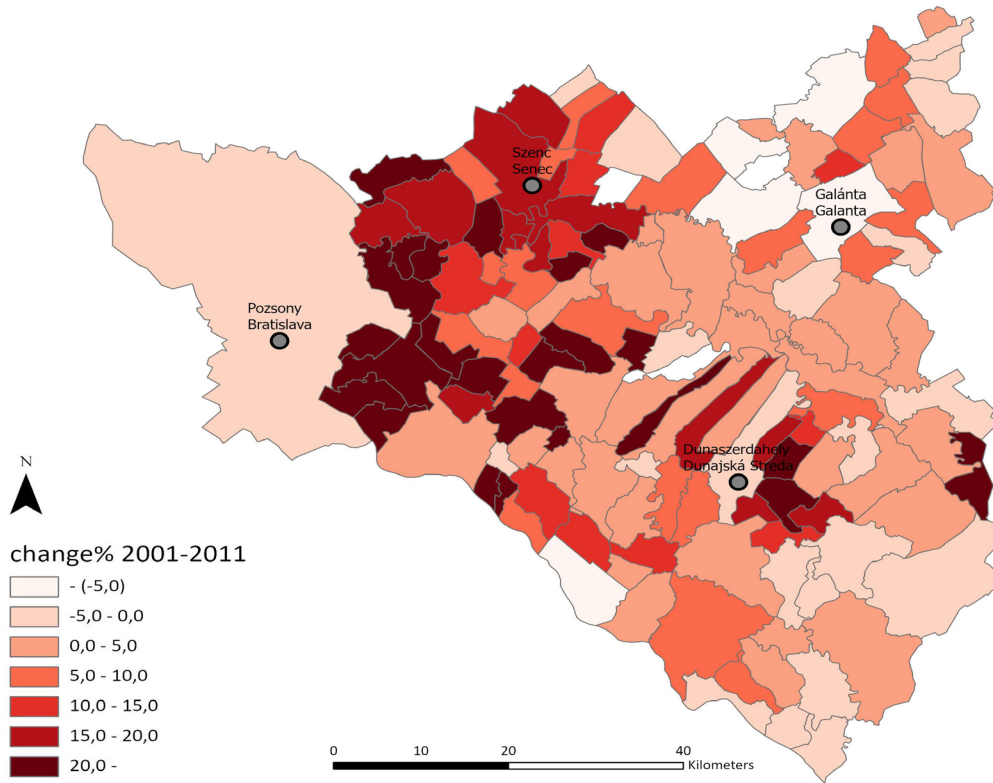 Szenc
Senec
Galánta
Galanta
Pozsony
Bratislava
Dunaszerdahely
Dunajská Streda
N
change% 2001-2011
- (-5,0)
-5,0 - 0,0
0,0 - 5,0
5,0 - 10,0
10,0 - 15,0
15,0 - 20,0
20,0 -
0 10 20 40
Kilometers